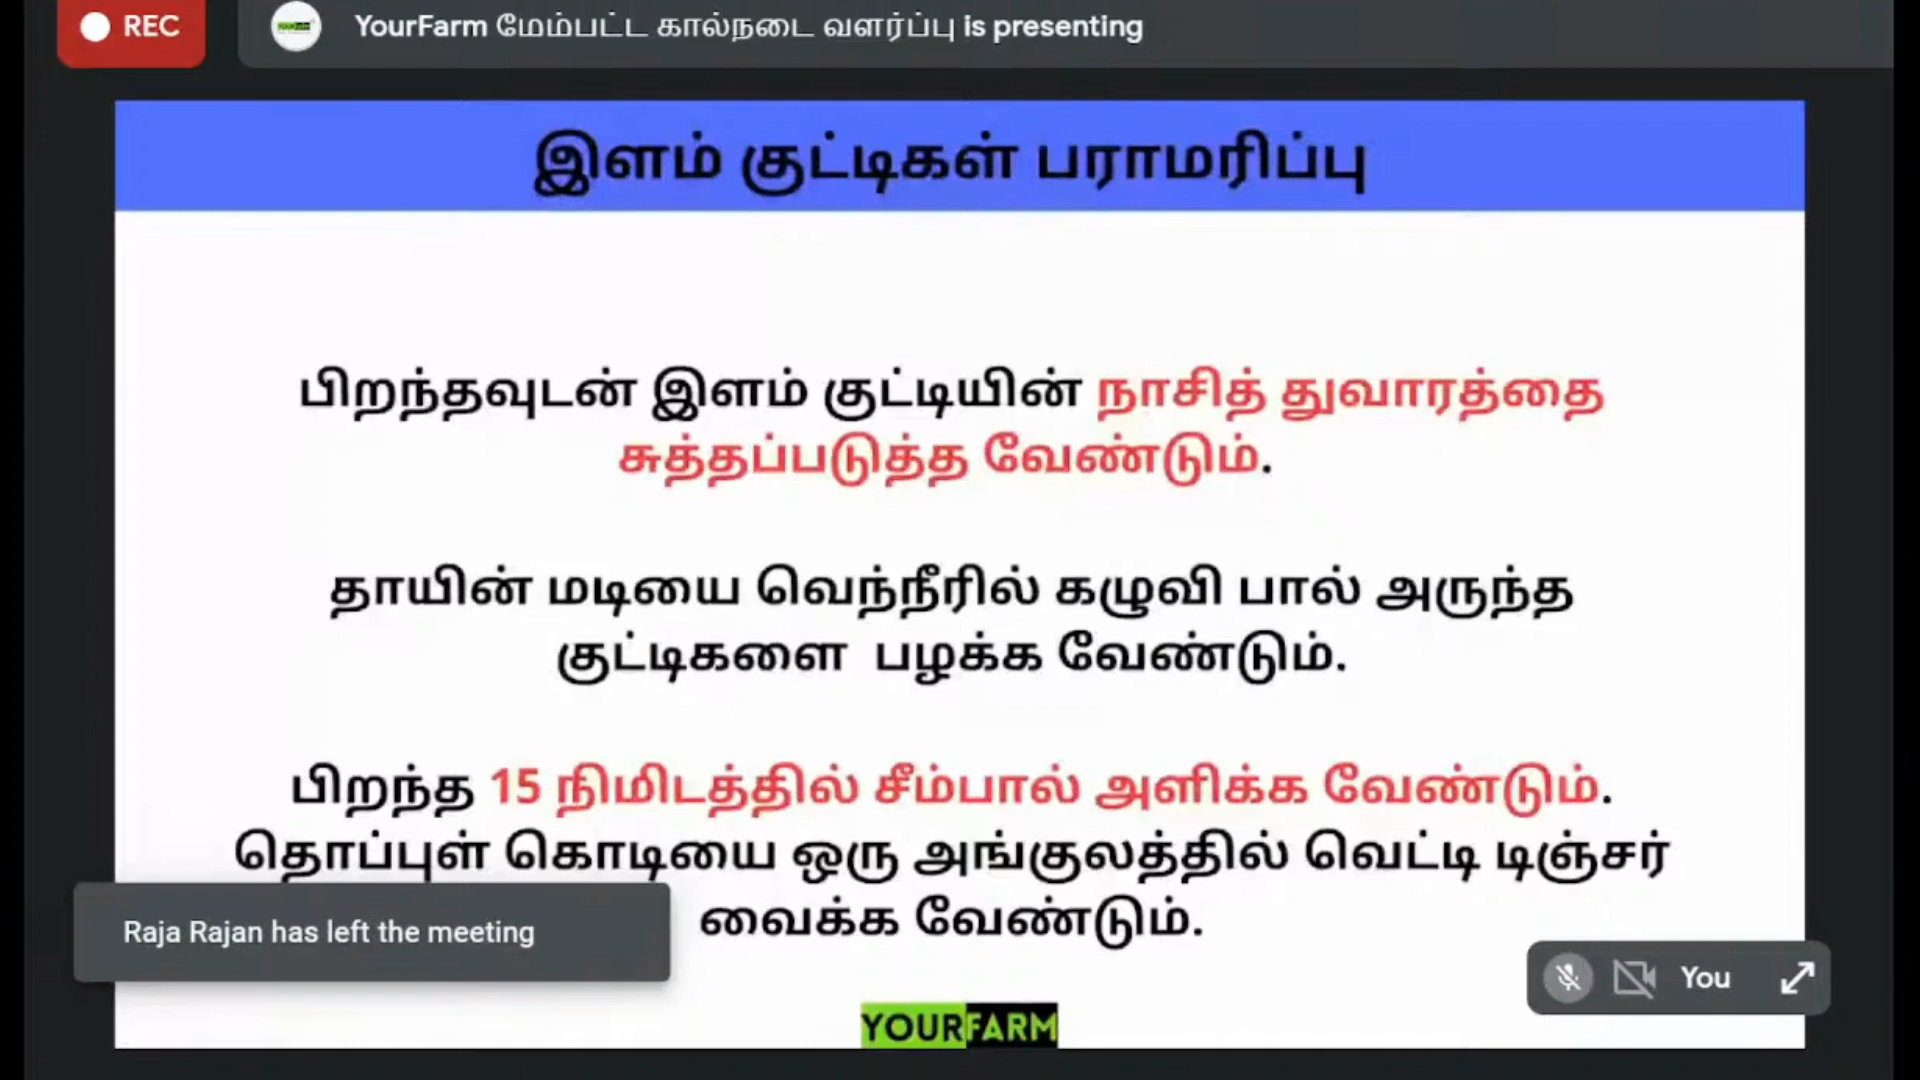 REC
YourFarm மேம்பட்ட கால்நடை வளர்ப்பு is presenting
இளம் குட்டிகள் பராமரிப்பு
பிறந்தவுடன் இளம் குட்டியின் நாசித் துவாரத்தை
சுத்தப்படுத்த வேண்டும்.
தாயின் மடியை வெந்நீரில் கழுவி பால் அருந்த
குட்டிகளை பழக்க வேண்டும்.
பிறந்த 15 நிமிடத்தில் சீம்பால் அளிக்க வேண்டும்.
தொப்புள் கொடியை ஒரு அங்குலத்தில் வெட்டி டிஞ்சர்
வைக்க வேண்டும்.
Raja Rajan has left the meeting
You
YOURFARM